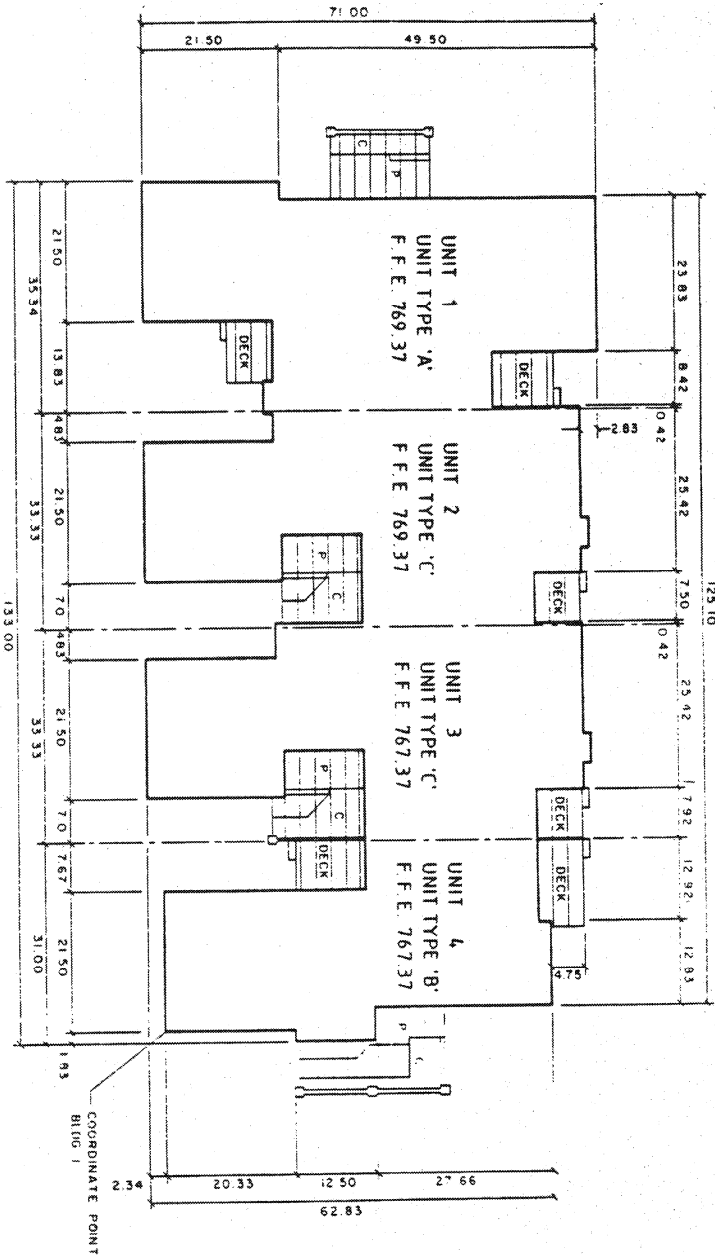 71.00
21.50
49.50
C
P
UNIT 1
UNIT TYPE 'A'
F.F.E. 769.37
DECK
DECK
UNIT 2
UNIT TYPE 'C'
F.F.E. 769.37
P
C
DECK
UNIT 3
UNIT TYPE 'C'
F.F.E 767.37
P
C
DECK
DECK
DECK
UNIT 4
UNIT TYPE 'B'
F.F.E. 767.37
P
C
23.83
8.42
0.42
2.83
25.42
7.50
0.42
25.42
7.92
12.92
12.83
4.75
125.10
21.50
13.83
4.83
21.50
7.0
4.83
21.50
7.0
7.67
21.50
1.83
35.34
33.33
33.33
31.00
133.00
2.34
20.33
12.50
27.66
62.83
COORDINATE POINT
BLDG 1